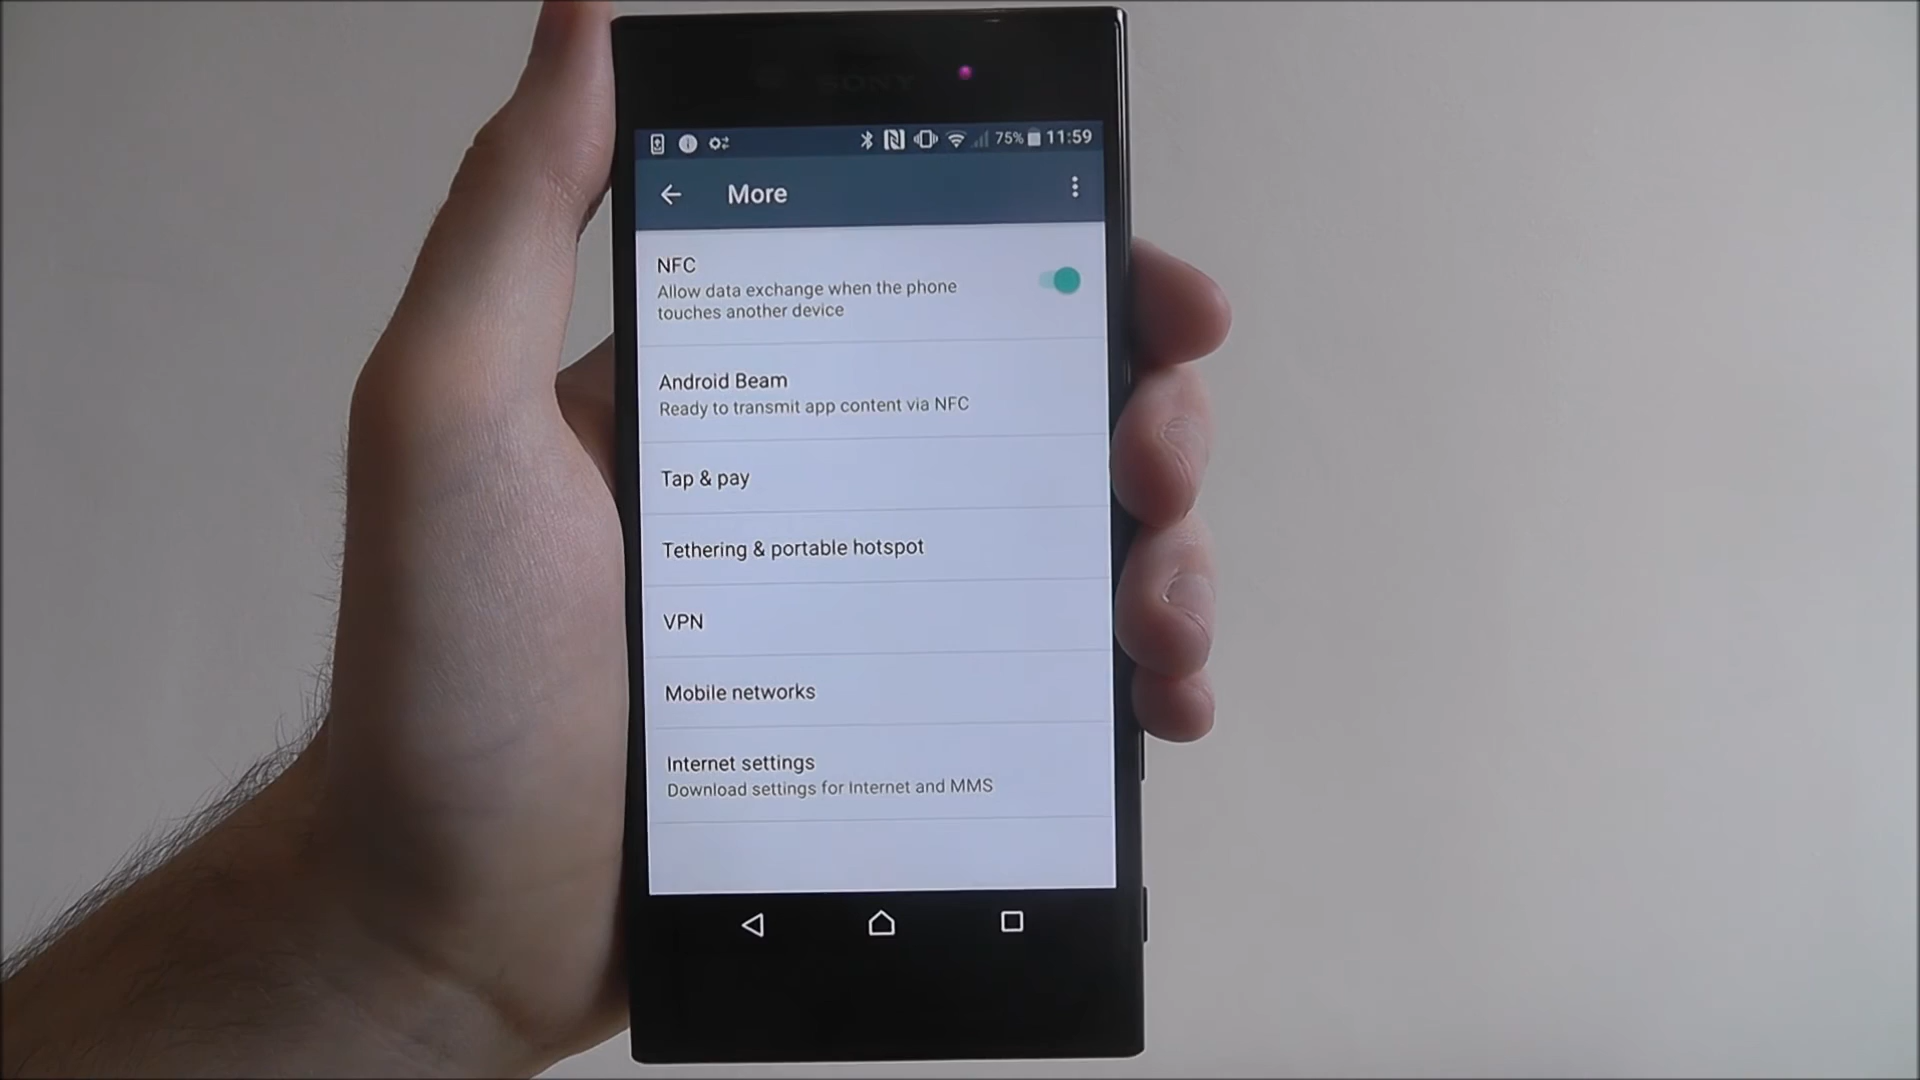 SONY
75% 11:59
More
NFC
Allow data exchange when the phone
touches another device
Android Beam
Ready to transmit app content via NFC
Tap & pay
Tethering & portable hotspot
VPN
Mobile networks
Internet settings
Download settings for Internet and MMS